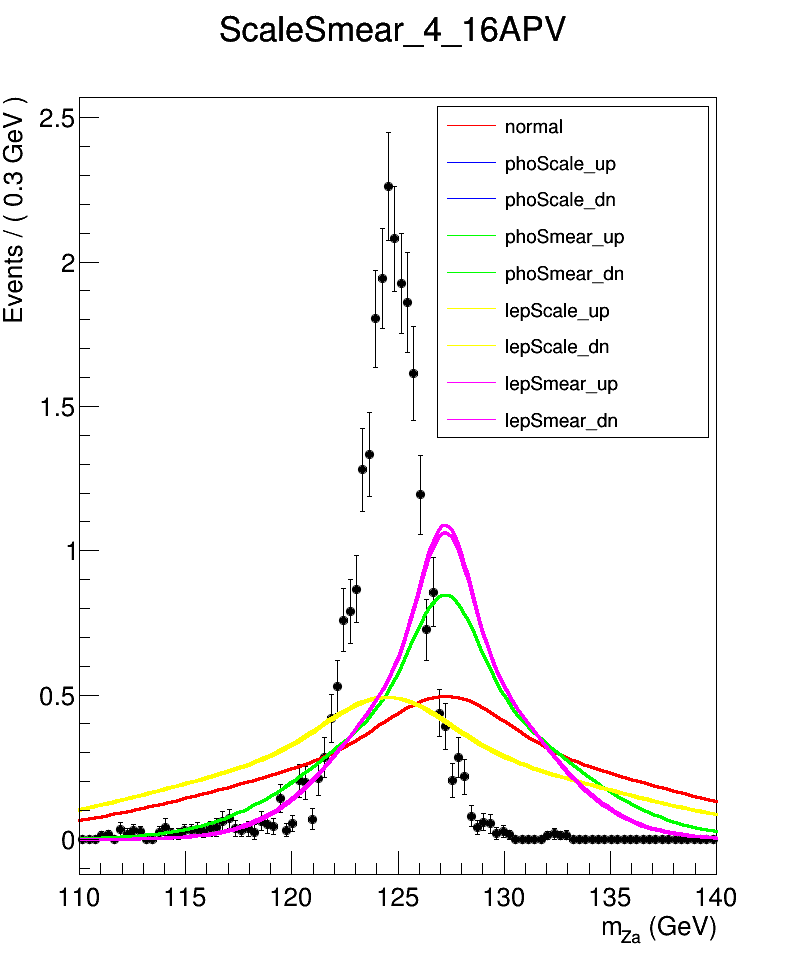 ScaleSmear_4_16APV
Events / ( 0.3 GeV )
2.5
2
1.5
1
0.5
0
normal
phoScale_up
phoScale_dn
phoSmear_up
phoSmear_dn
lepScale_up
lepScale_dn
lepSmear_up
lepSmear_dn
110 115 120 125 130 135 140
m_Za (GeV)